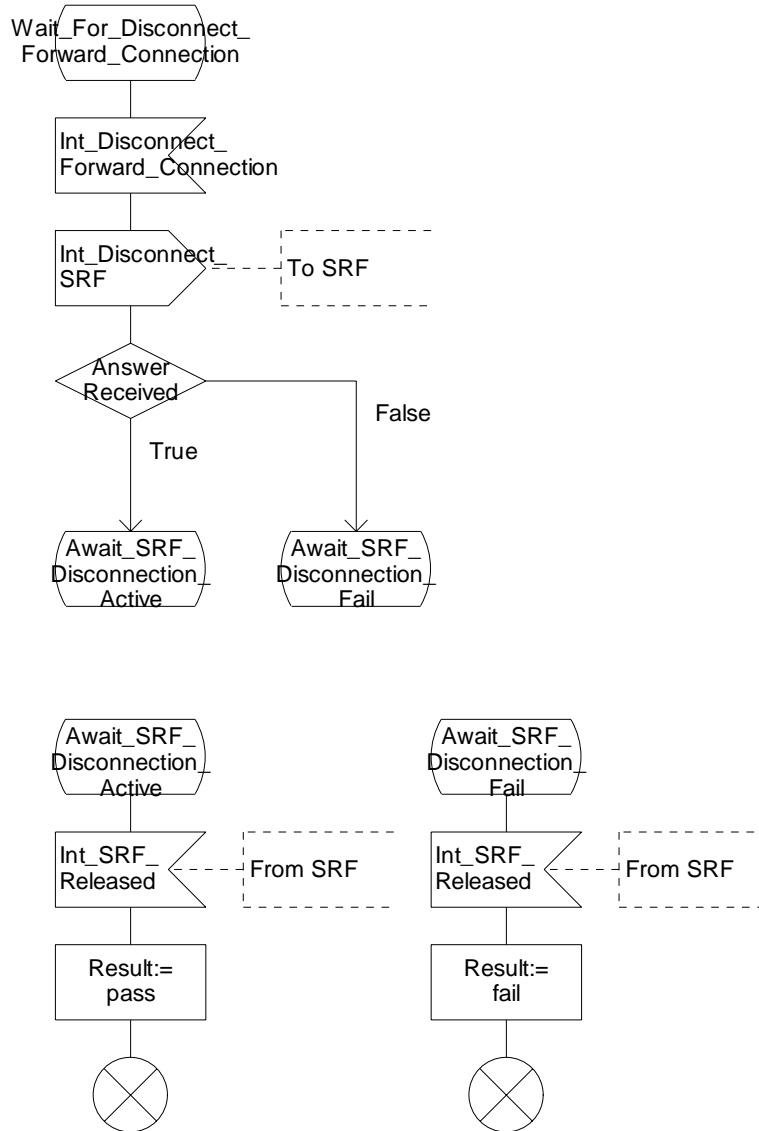 Wait_For_Disconnect_
Forward_Connection
Int_Disconnect_
Forward_Connection
Int_Disconnect_
SRF
To SRF
Answer
Received
False
True
Await_SRF_
Disconnection_
Active
Await_SRF_
Disconnection_
Fail
Await_SRF_
Disconnection_
Active
Await_SRF_
Disconnection_
Fail
Int_SRF_
Released
From SRF
Int_SRF_
Released
From SRF
Result:=
pass
Result:=
fail